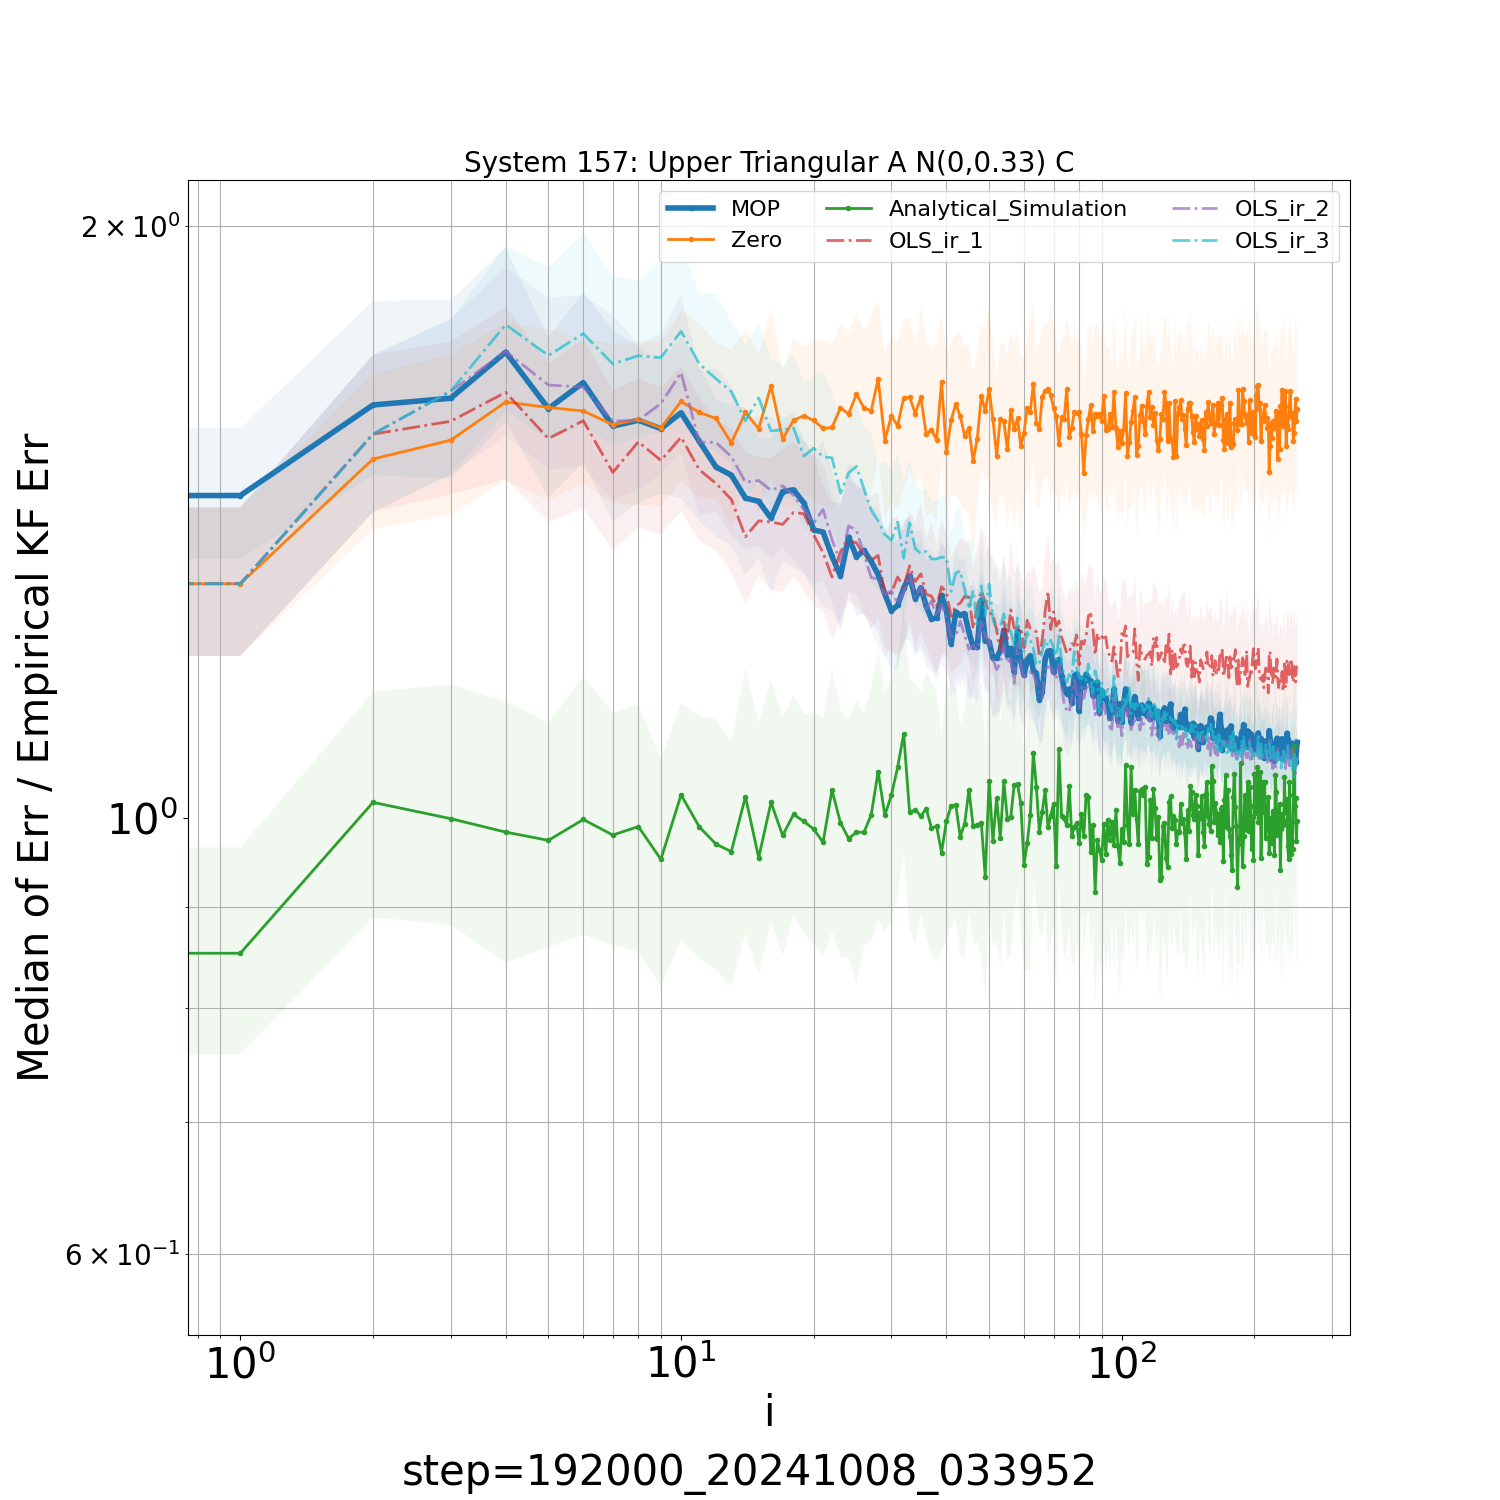 System 157: Upper Triangular A N(0,0.33) C
MOP
Zero
Analytical_Simulation
OLS_ir_1
OLS_ir_2
OLS_ir_3
Median of Err / Empirical KF Err
2 × 10⁰
10⁰
6 × 10⁻¹
10⁰ 10¹ 10²
i
step=192000_20241008_033952